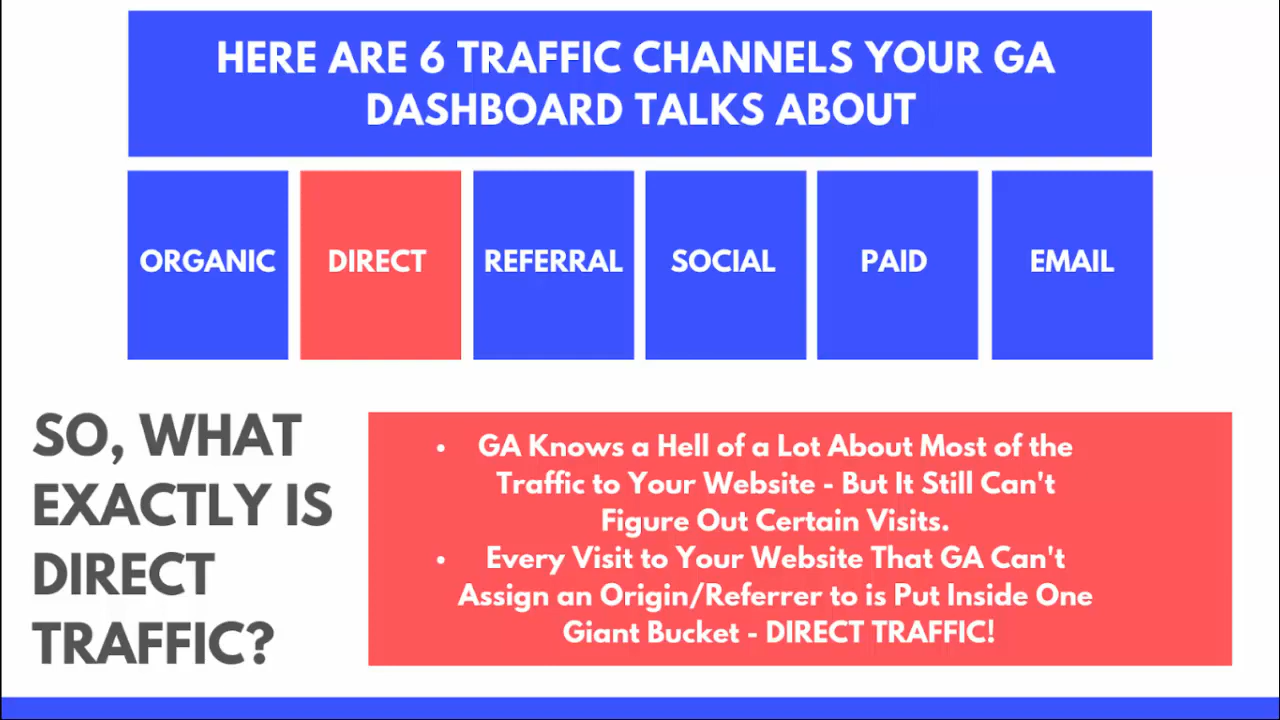 HERE ARE 6 TRAFFIC CHANNELS YOUR GA
DASHBOARD TALKS ABOUT
ORGANIC
DIRECT
REFERRAL
SOCIAL
PAID
EMAIL
SO, WHAT
EXACTLY IS
DIRECT
TRAFFIC?
• GA Knows a Hell of a Lot About Most of the
Traffic to Your Website - But It Still Can't
Figure Out Certain Visits.
• Every Visit to Your Website That GA Can't
Assign an Origin/Referrer to is Put Inside One
Giant Bucket - DIRECT TRAFFIC!